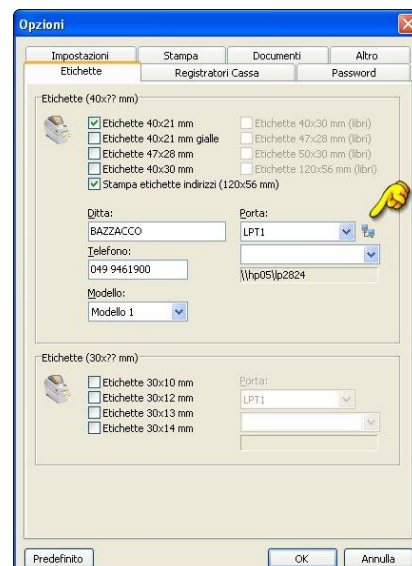 Opzioni
Impostazioni Stampa Documenti Altro
Etichette Registratori Cassa Password
Etichette (40x?? mm)
Etichette 40x21 mm Etichette 40x30 mm (libri)
Etichette 40x21 mm gialle Etichette 47x28 mm (libri)
Etichette 47x28 mm Etichette 50x30 mm (libri)
Etichette 40x30 mm Etichette 120x56 mm (libri)
Stampa etichette indirizzi (120x56 mm)
Ditta: Porta:
BAZZACCO LPT1
Telefono:
049 9461900 \\hp05\lp2824
Modello:
Modello 1
Etichette (30x?? mm)
Etichette 30x10 mm Porta:
Etichette 30x12 mm LPT1
Etichette 30x13 mm
Etichette 30x14 mm
Predefinito OK Annulla